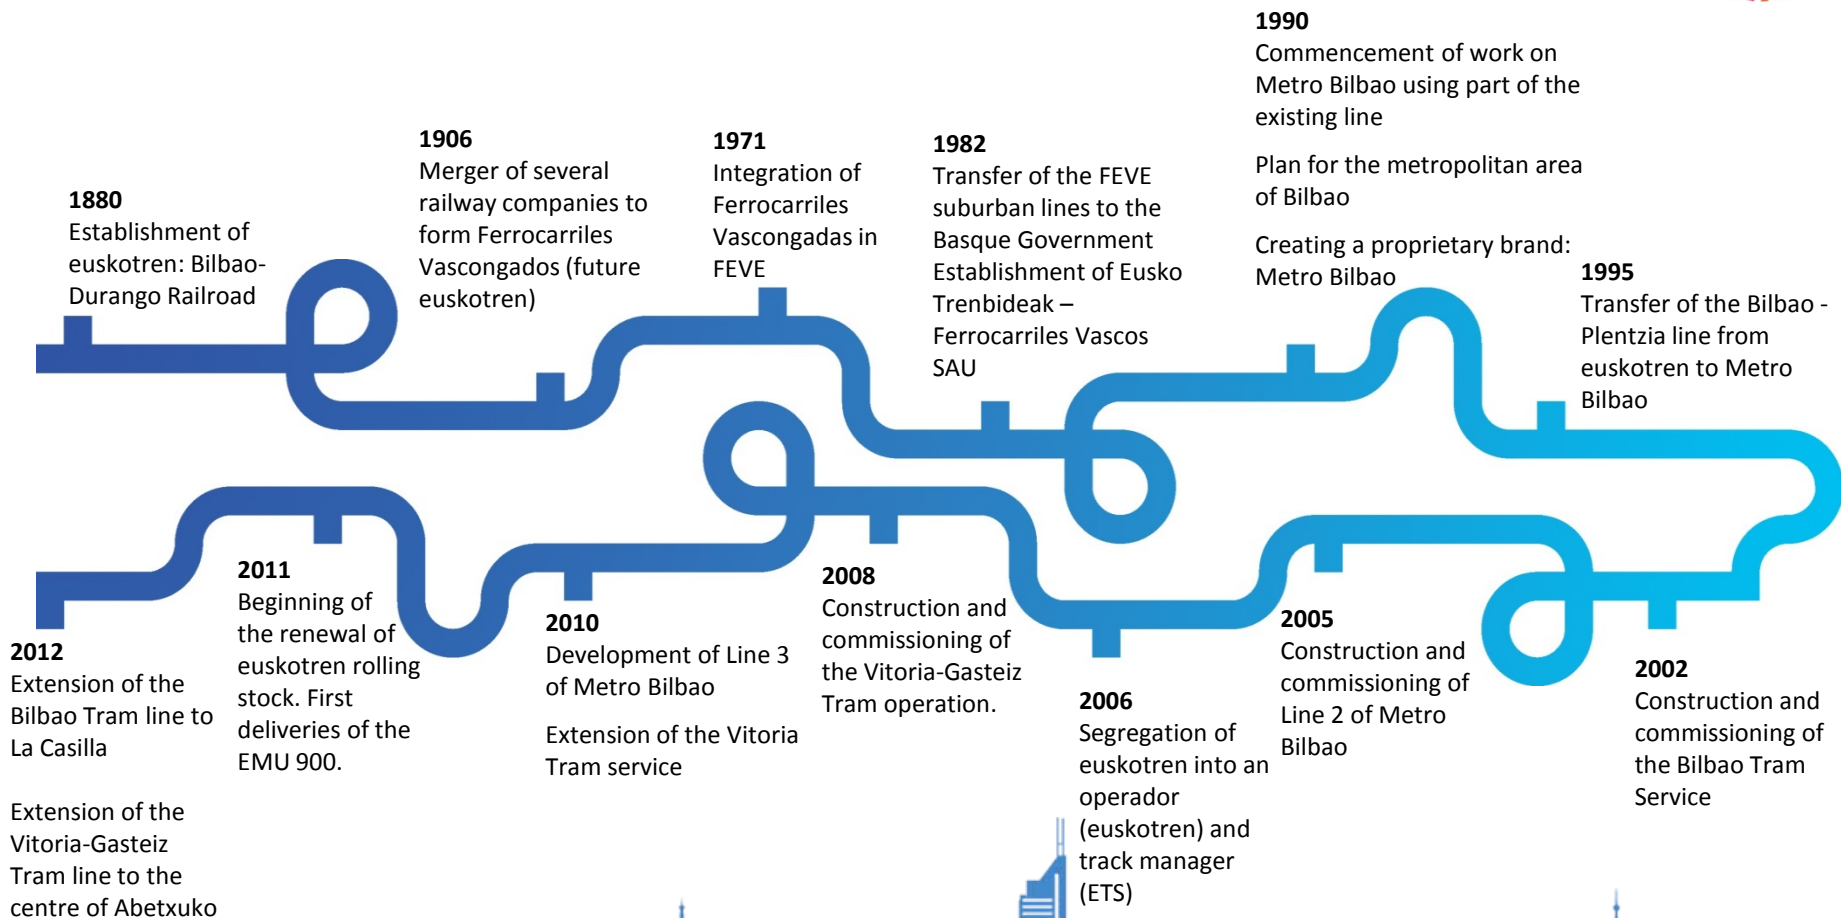 1880
Establishment of
euskotren: Bilbao-
Durango Railroad
1906
Merger of several
railway companies to
form Ferrocarriles
Vascongados (future
euskotren)
1971
Integration of
Ferrocarriles
Vascongadas in
FEVE
1982
Transfer of the FEVE
suburban lines to the
Basque Government
Establishment of Eusko
Trenbideak –
Ferrocarriles Vascos
SAU
1990
Commencement of work on
Metro Bilbao using part of the
existing line
Plan for the metropolitan area
of Bilbao
Creating a proprietary brand:
Metro Bilbao
1995
Transfer of the Bilbao -
Plentzia line from
euskotren to Metro
Bilbao
2002
Construction and
commissioning of
the Bilbao Tram
Service
2005
Construction and
commissioning of
Line 2 of Metro
Bilbao
2006
Segregation of
euskotren into an
operador
(euskotren) and
track manager
(ETS)
2008
Construction and
commissioning of
the Vitoria-Gasteiz
Tram operation.
2010
Development of Line 3
of Metro Bilbao
Extension of the Vitoria
Tram service
2011
Beginning of
the renewal of
euskotren rolling
stock. First
deliveries of the
EMU 900.
2012
Extension of the
Bilbao Tram line to
La Casilla
Extension of the
Vitoria-Gasteiz
Tram line to the
centre of Abetxuko